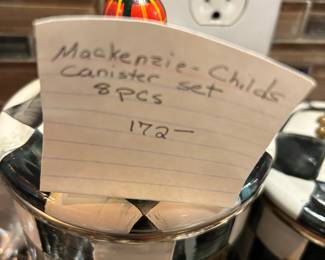 Mackenzie-Childs
canister set
8 pcs
172-